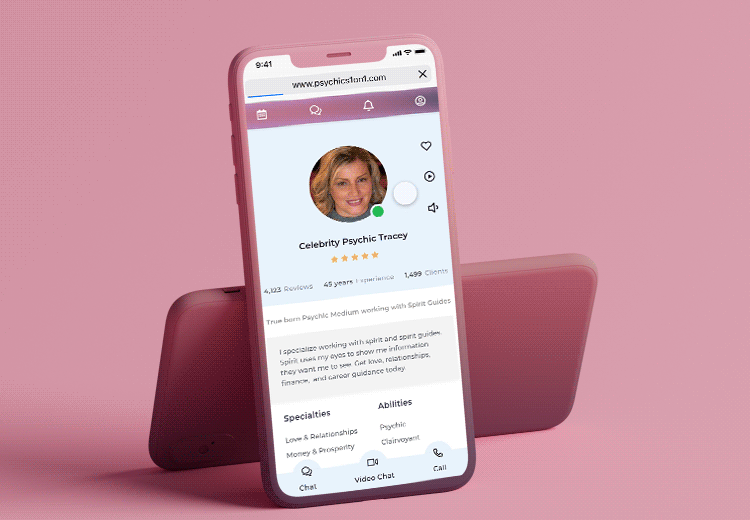 9:41
www.psychics1on1.com
Celebrity Psychic Tracey
4,123 Reviews 45 years Experience 1,499 Clients
True born Psychic Medium working with Spirit Guides
I specialize working with spirit and spirit guides.
Spirit uses my eyes to show me information
they want me to see. Get love, relationships,
finance, and career guidance today.
Specialties Abilities
Love & Relationships Psychic
Money & Prosperity Clairvoyant
Chat Video Chat Call